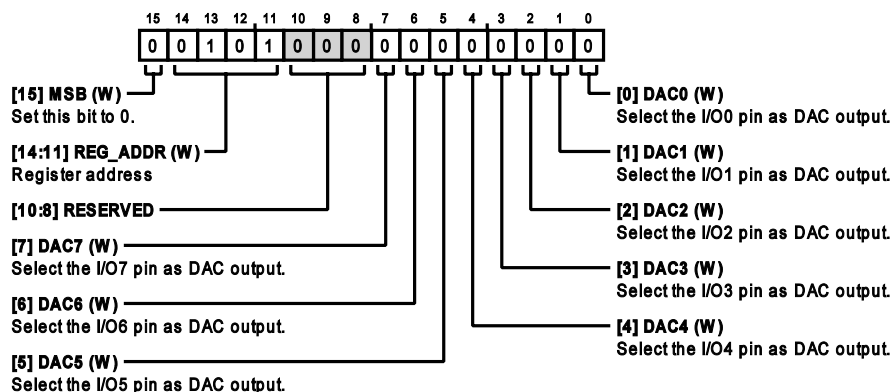 15 14 13 12 11 10 9 8 7 6 5 4 3 2 1 0
0 0 1 0 1 0 0 0 0 0 0 0 0 0 0 0
[15] MSB (W)
Set this bit to 0.
[14:11] REG_ADDR (W)
Register address
[10:8] RESERVED
[7] DAC7 (W)
Select the I/O7 pin as DAC output.
[6] DAC6 (W)
Select the I/O6 pin as DAC output.
[5] DAC5 (W)
Select the I/O5 pin as DAC output.
[0] DAC0 (W)
Select the I/O0 pin as DAC output.
[1] DAC1 (W)
Select the I/O1 pin as DAC output.
[2] DAC2 (W)
Select the I/O2 pin as DAC output.
[3] DAC3 (W)
Select the I/O3 pin as DAC output.
[4] DAC4 (W)
Select the I/O4 pin as DAC output.